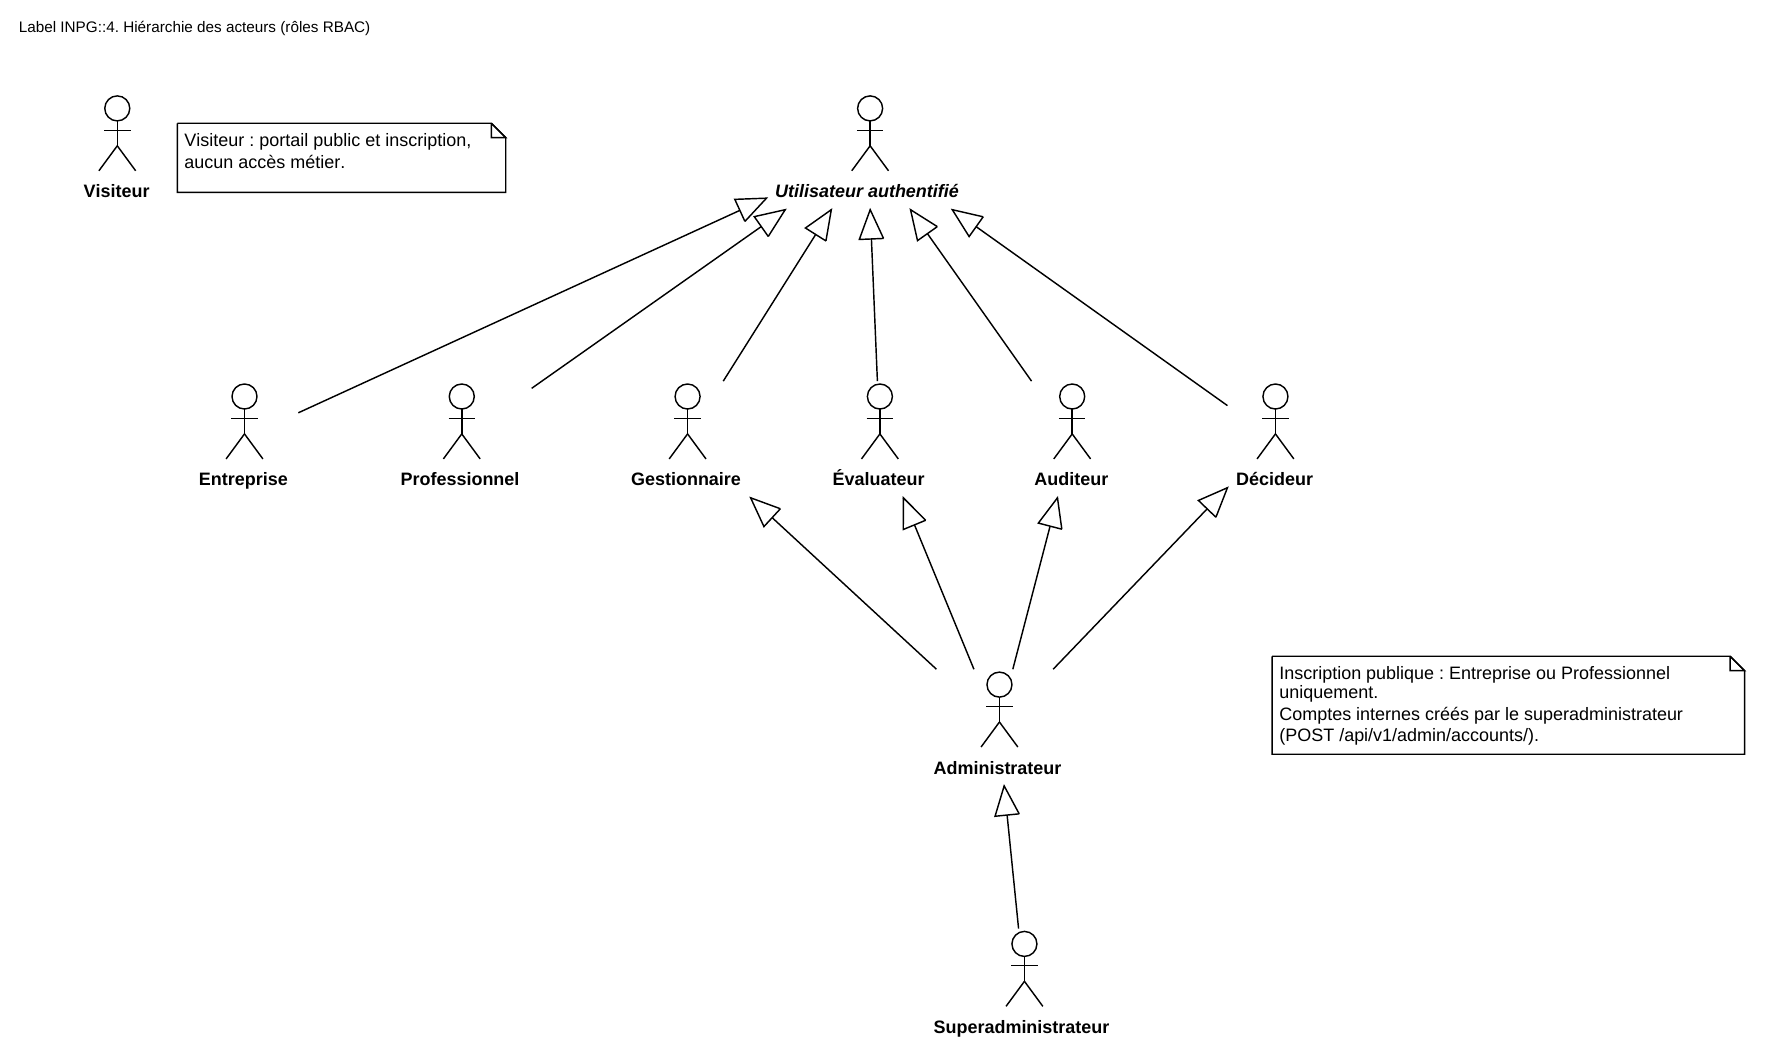 Label INPG::4. Hiérarchie des acteurs (rôles RBAC)
Visiteur : portail public et inscription,
aucun accès métier.
Visiteur
Utilisateur authentifié
Entreprise
Professionnel
Gestionnaire
Évaluateur
Auditeur
Décideur
Inscription publique : Entreprise ou Professionnel
uniquement.
Comptes internes créés par le superadministrateur
(POST /api/v1/admin/accounts/).
Administrateur
Superadministrateur